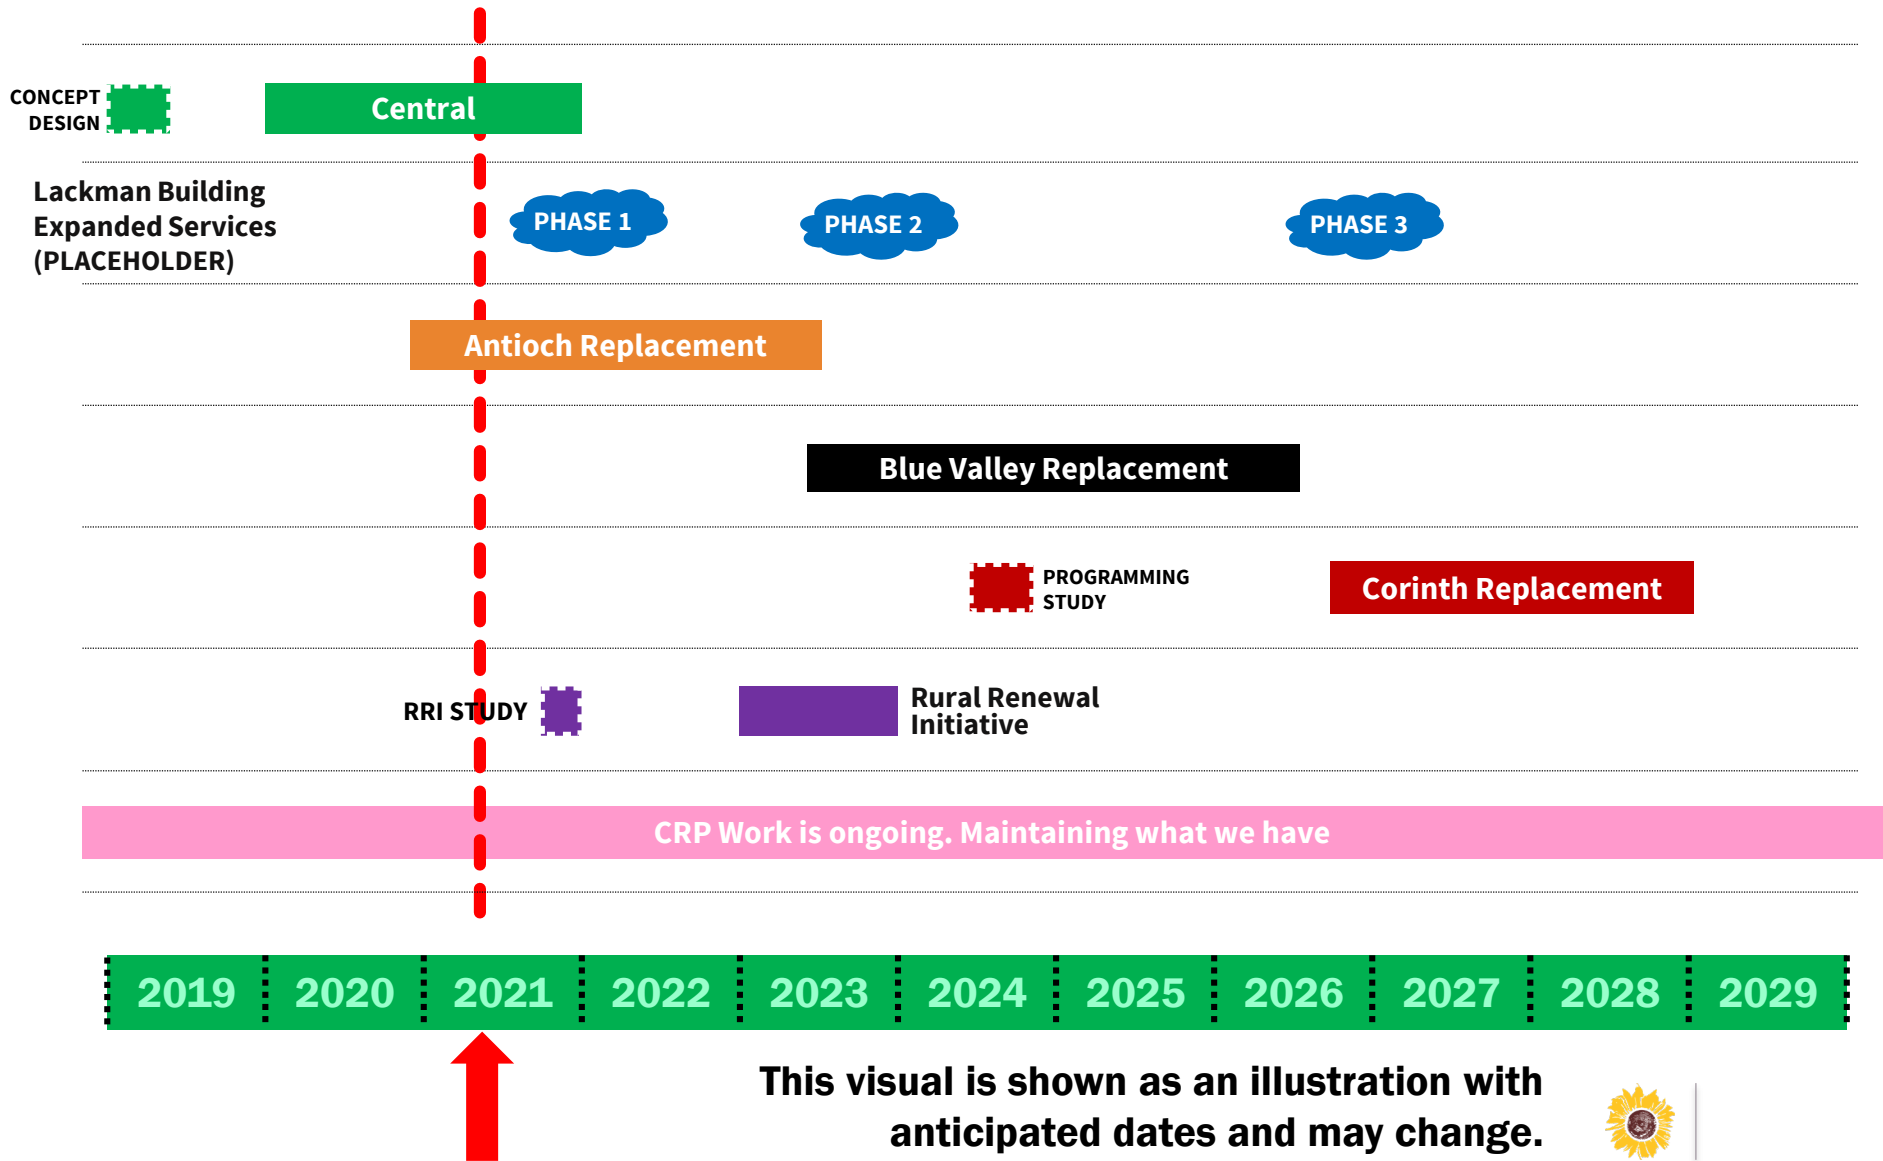 CONCEPT
DESIGN
Central
Lackman Building
Expanded Services
(PLACEHOLDER)
PHASE 1
PHASE 2
PHASE 3
Antioch Replacement
Blue Valley Replacement
PROGRAMMING
STUDY
Corinth Replacement
RRI STUDY
Rural Renewal
Initiative
CRP Work is ongoing. Maintaining what we have
2019 2020 2021 2022 2023 2024 2025 2026 2027 2028 2029
This visual is shown as an illustration with
anticipated dates and may change.